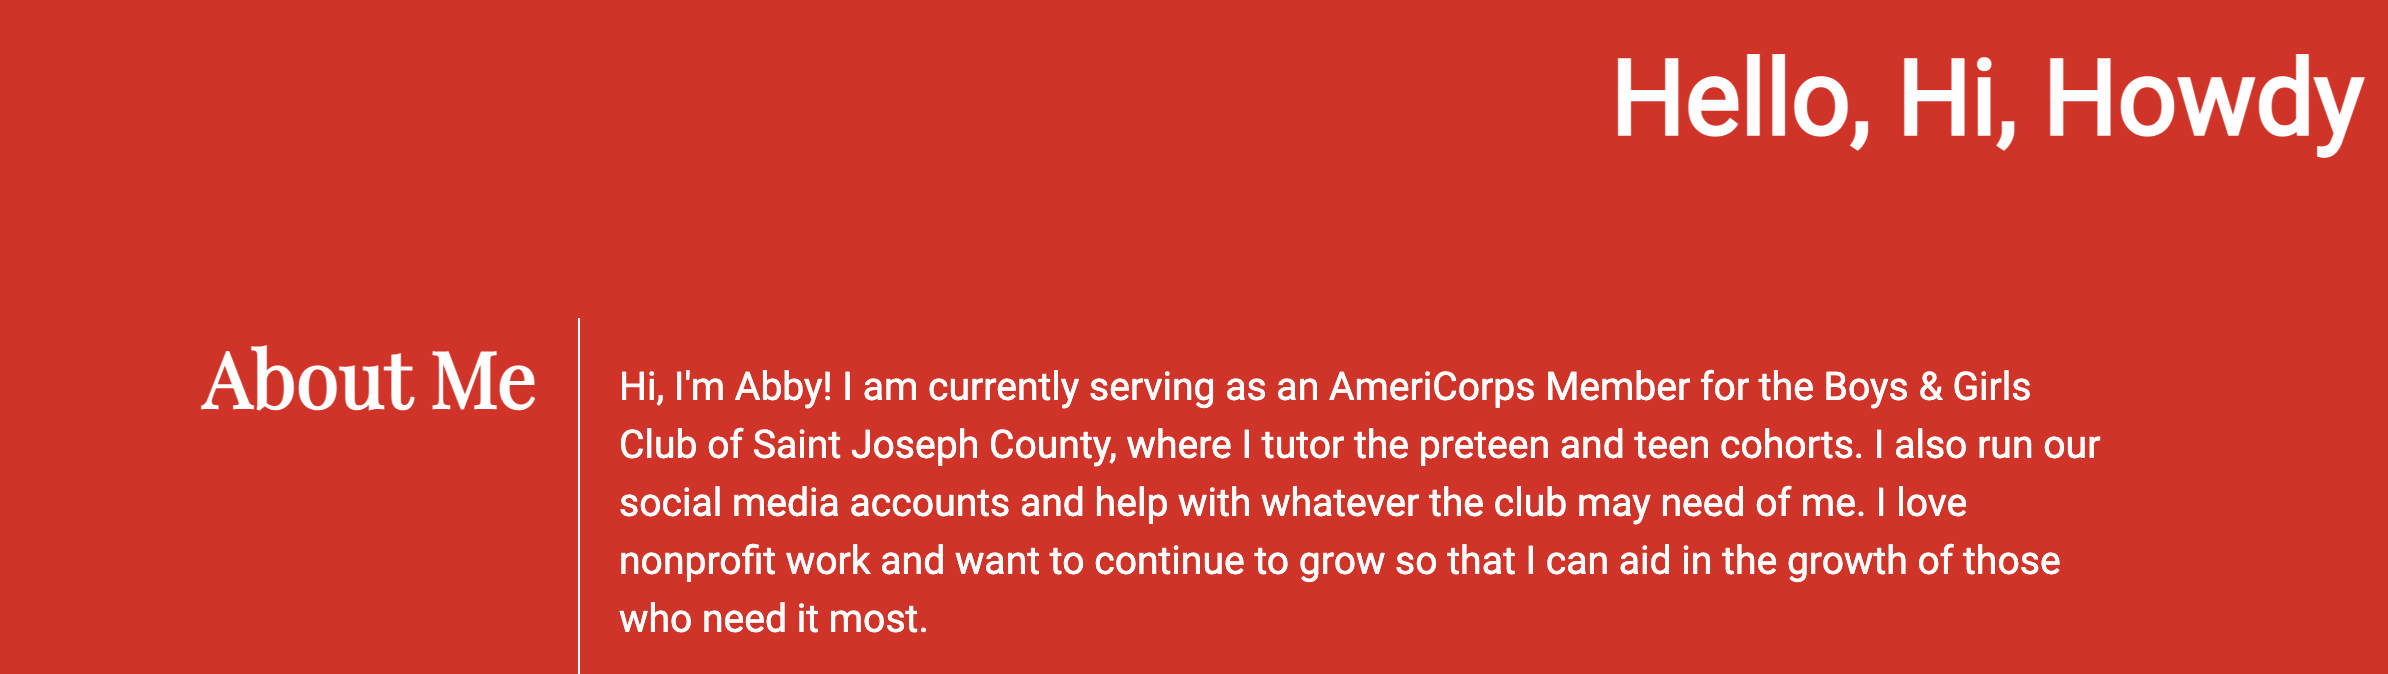 Hello, Hi, Howdy
About Me
Hi, I'm Abby! I am currently serving as an AmeriCorps Member for the Boys & Girls
Club of Saint Joseph County, where I tutor the preteen and teen cohorts. I also run our
social media accounts and help with whatever the club may need of me. I love
nonprofit work and want to continue to grow so that I can aid in the growth of those
who need it most.